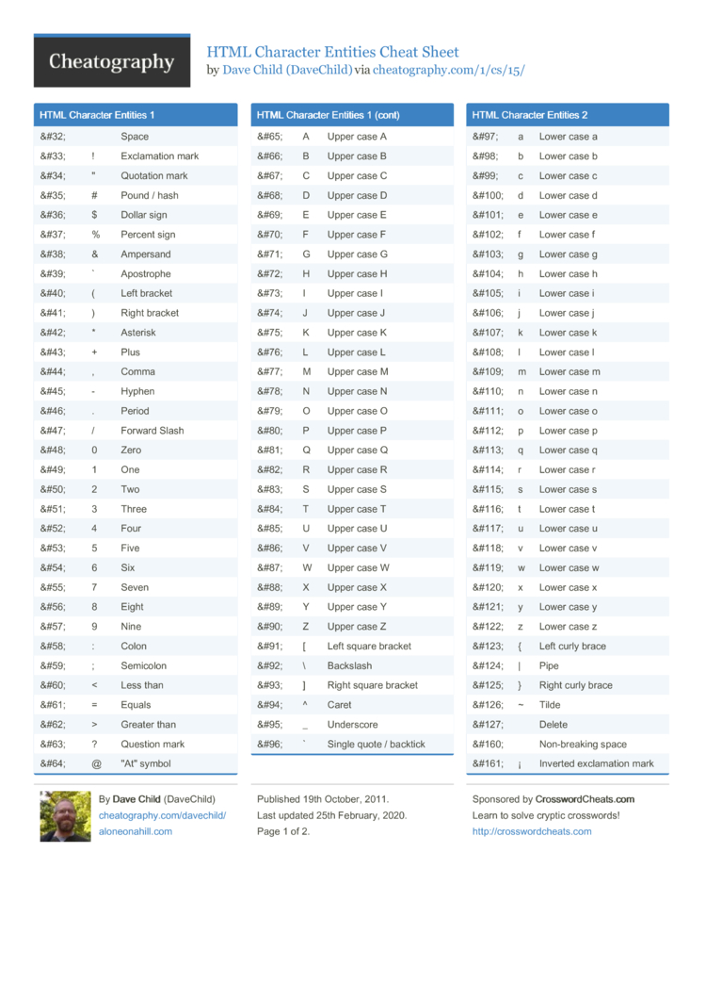 Cheatography
HTML Character Entities Cheat Sheet
by Dave Child (DaveChild) via cheatography.com/1/cs/15/
HTML Character Entities 1
&#32; Space
&#33; ! Exclamation mark
&#34; " Quotation mark
&#35; # Pound / hash
&#36; $ Dollar sign
&#37; % Percent sign
&#38; & Ampersand
&#39; ` Apostrophe
&#40; ( Left bracket
&#41; ) Right bracket
&#42; * Asterisk
&#43; + Plus
&#44; , Comma
&#45; - Hyphen
&#46; . Period
&#47; / Forward Slash
&#48; 0 Zero
&#49; 1 One
&#50; 2 Two
&#51; 3 Three
&#52; 4 Four
&#53; 5 Five
&#54; 6 Six
&#55; 7 Seven
&#56; 8 Eight
&#57; 9 Nine
&#58; : Colon
&#59; ; Semicolon
&#60; < Less than
&#61; = Equals
&#62; > Greater than
&#63; ? Question mark
&#64; @ "At" symbol
HTML Character Entities 1 (cont)
&#65; A Upper case A
&#66; B Upper case B
&#67; C Upper case C
&#68; D Upper case D
&#69; E Upper case E
&#70; F Upper case F
&#71; G Upper case G
&#72; H Upper case H
&#73; I Upper case I
&#74; J Upper case J
&#75; K Upper case K
&#76; L Upper case L
&#77; M Upper case M
&#78; N Upper case N
&#79; O Upper case O
&#80; P Upper case P
&#81; Q Upper case Q
&#82; R Upper case R
&#83; S Upper case S
&#84; T Upper case T
&#85; U Upper case U
&#86; V Upper case V
&#87; W Upper case W
&#88; X Upper case X
&#89; Y Upper case Y
&#90; Z Upper case Z
&#91; [ Left square bracket
&#92; \ Backslash
&#93; ] Right square bracket
&#94; ^ Caret
&#95; _ Underscore
&#96; ` Single quote / backtick
HTML Character Entities 2
&#97; a Lower case a
&#98; b Lower case b
&#99; c Lower case c
&#100; d Lower case d
&#101; e Lower case e
&#102; f Lower case f
&#103; g Lower case g
&#104; h Lower case h
&#105; i Lower case i
&#106; j Lower case j
&#107; k Lower case k
&#108; l Lower case l
&#109; m Lower case m
&#110; n Lower case n
&#111; o Lower case o
&#112; p Lower case p
&#113; q Lower case q
&#114; r Lower case r
&#115; s Lower case s
&#116; t Lower case t
&#117; u Lower case u
&#118; v Lower case v
&#119; w Lower case w
&#120; x Lower case x
&#121; y Lower case y
&#122; z Lower case z
&#123; { Left curly brace
&#124; | Pipe
&#125; } Right curly brace
&#126; ~ Tilde
&#127; Delete
&#160; Non-breaking space
&#161; ¡ Inverted exclamation mark
By Dave Child (DaveChild)
cheatography.com/davechild/
aloneonahill.com
Published 19th October, 2011.
Last updated 25th February, 2020.
Page 1 of 2.
Sponsored by CrosswordCheats.com
Learn to solve cryptic crosswords!
http://crosswordcheats.com